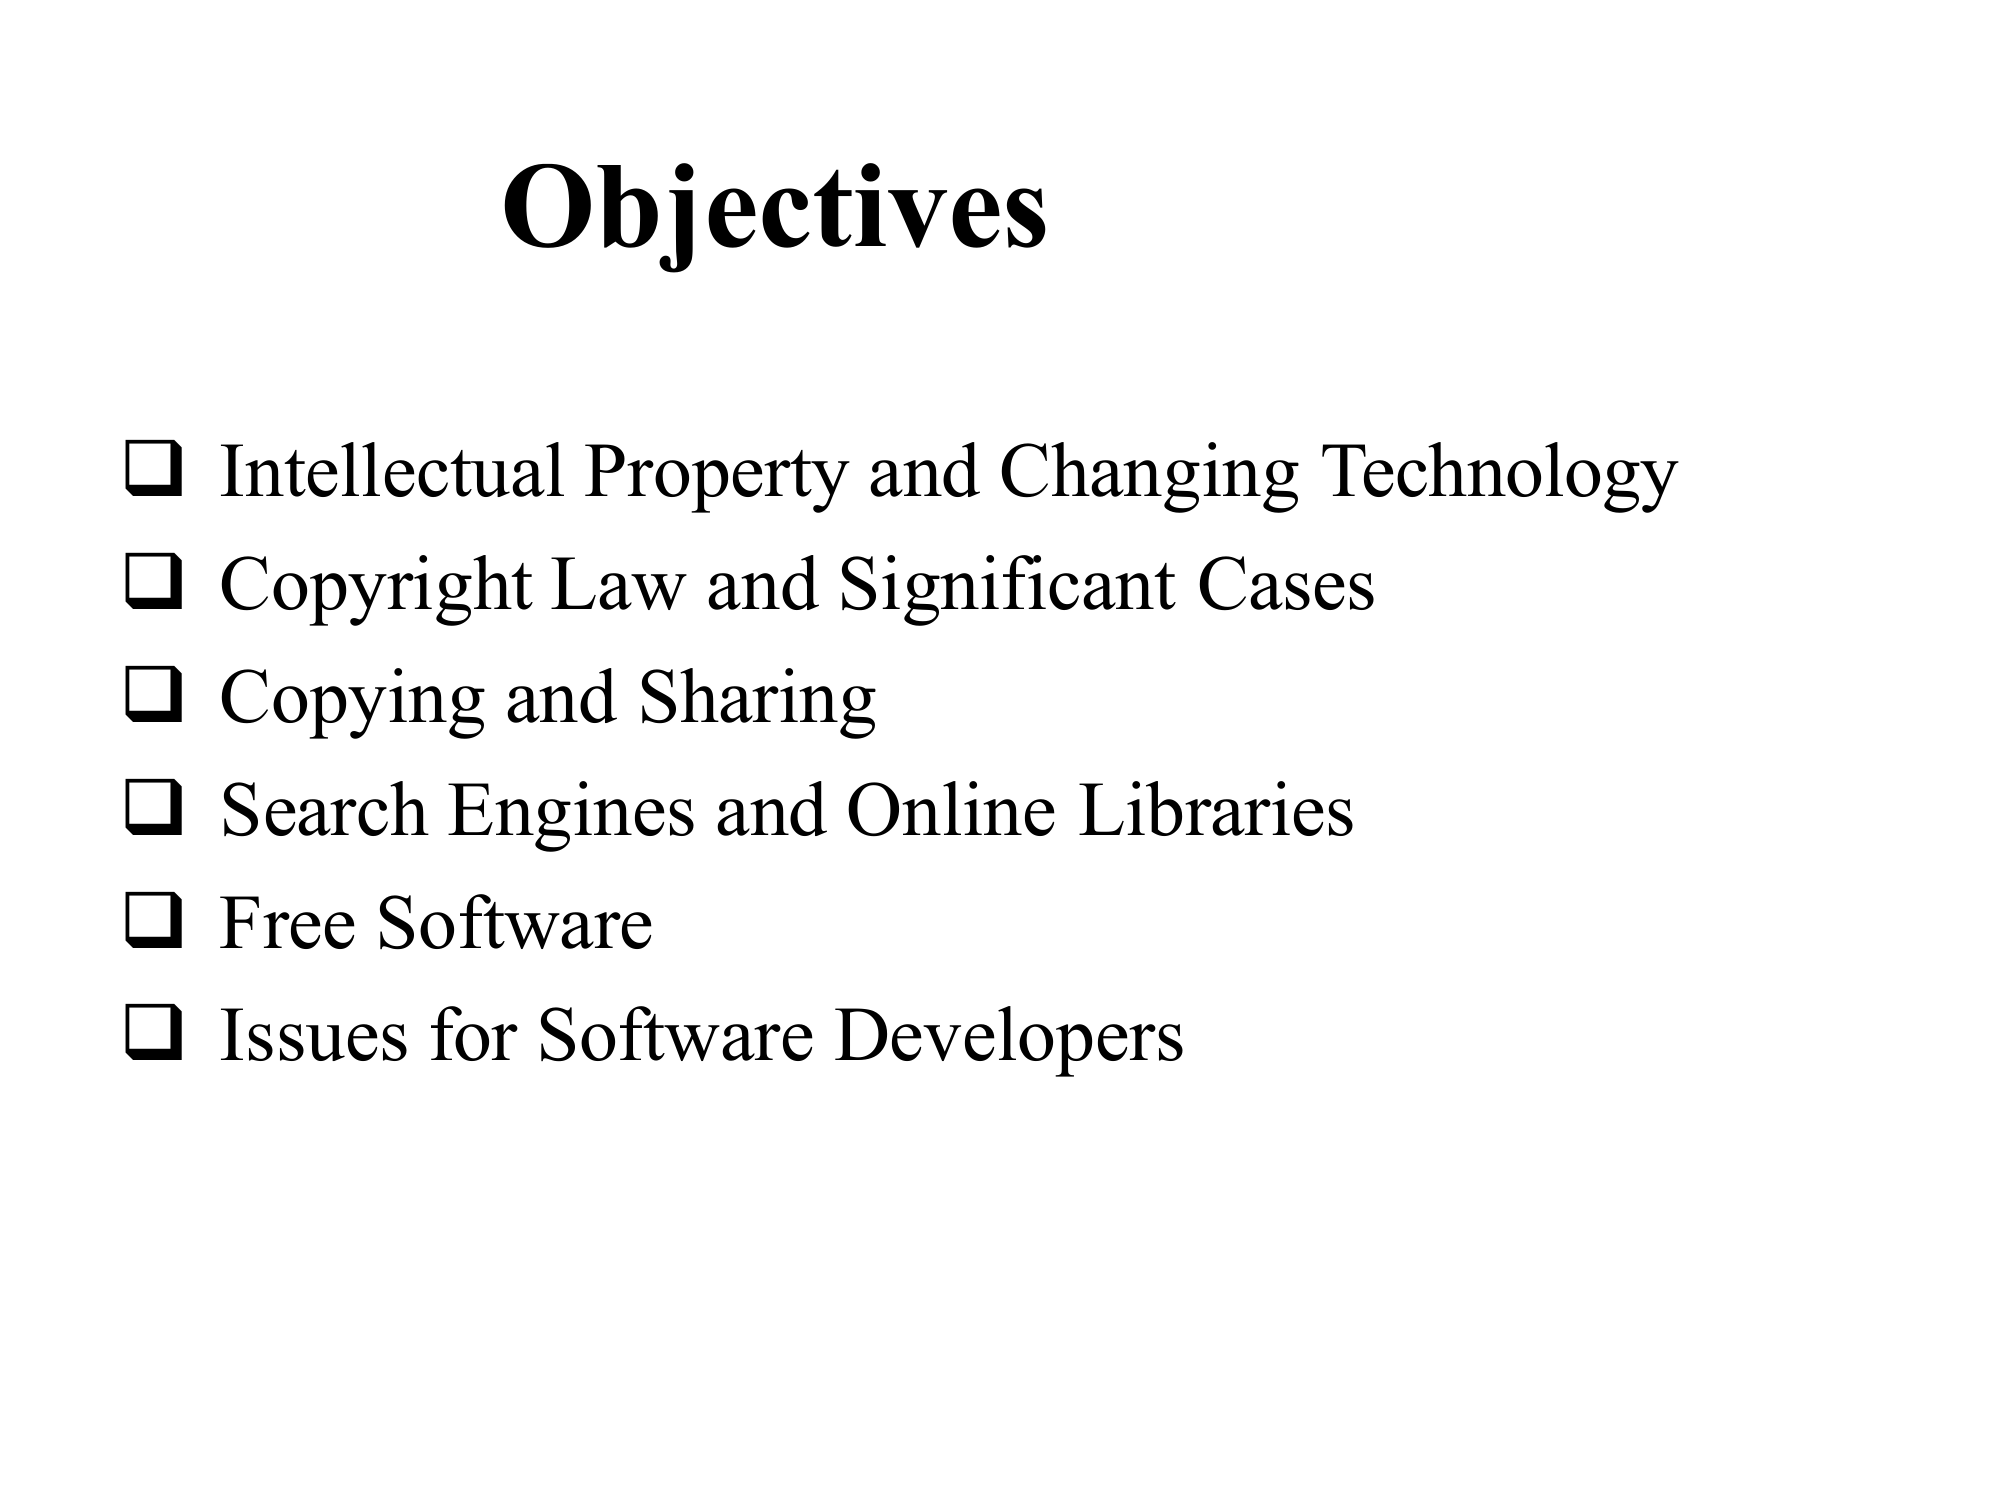 Objectives
❑ Intellectual Property and Changing Technology
❑ Copyright Law and Significant Cases
❑ Copying and Sharing
❑ Search Engines and Online Libraries
❑ Free Software
❑ Issues for Software Developers